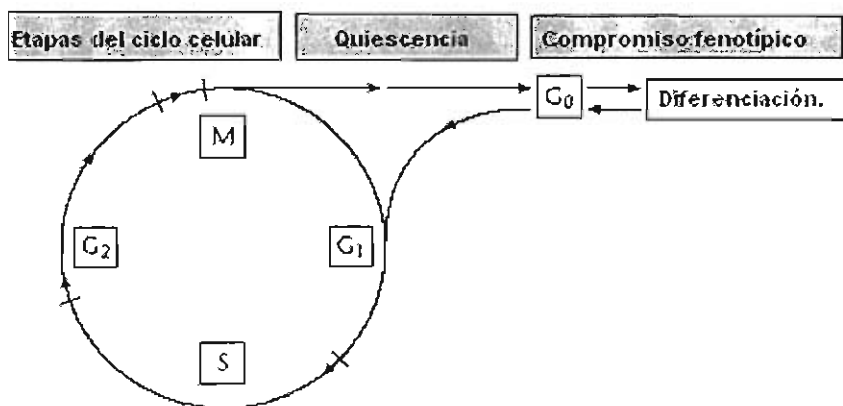 Etapas del ciclo celular
Quiescencia
Compromiso fenotípico
G₀
Diferenciación.
M
G₂
G₁
S